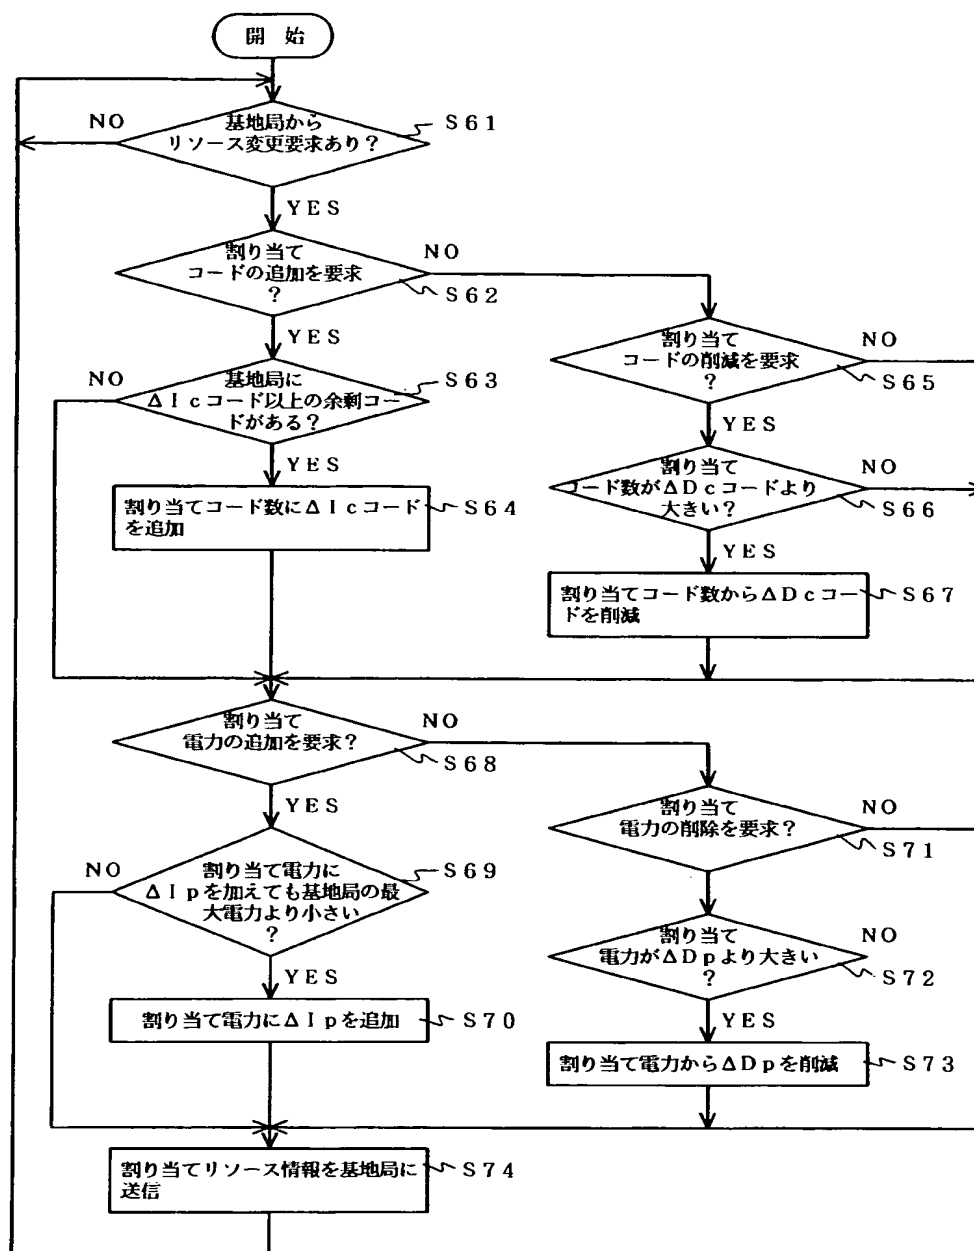 開　始
NO
基地局から
リソース変更要求あり？
S61
YES
割り当て
コードの追加を要求
？
NO
S62
YES
NO
基地局に
ΔIcコード以上の余剰コー
ドがある？
S63
YES
割り当てコード数にΔIcコード
を追加
S64
割り当て
コードの削減を要求
？
NO
S65
YES
割り当て
コード数がΔDcコードより
大きい？
NO
S66
YES
割り当てコード数からΔDcコー
ドを削減
S67
割り当て
電力の追加を要求？
NO
S68
YES
NO
割り当て電力に
ΔIpを加えても基地局の最
大電力より小さい
？
S69
YES
割り当て電力にΔIpを追加
S70
割り当て
電力の削除を要求？
NO
S71
割り当て
電力がΔDpより大きい
？
NO
S72
YES
割り当て電力からΔDpを削減
S73
割り当てリソース情報を基地局に
送信
S74